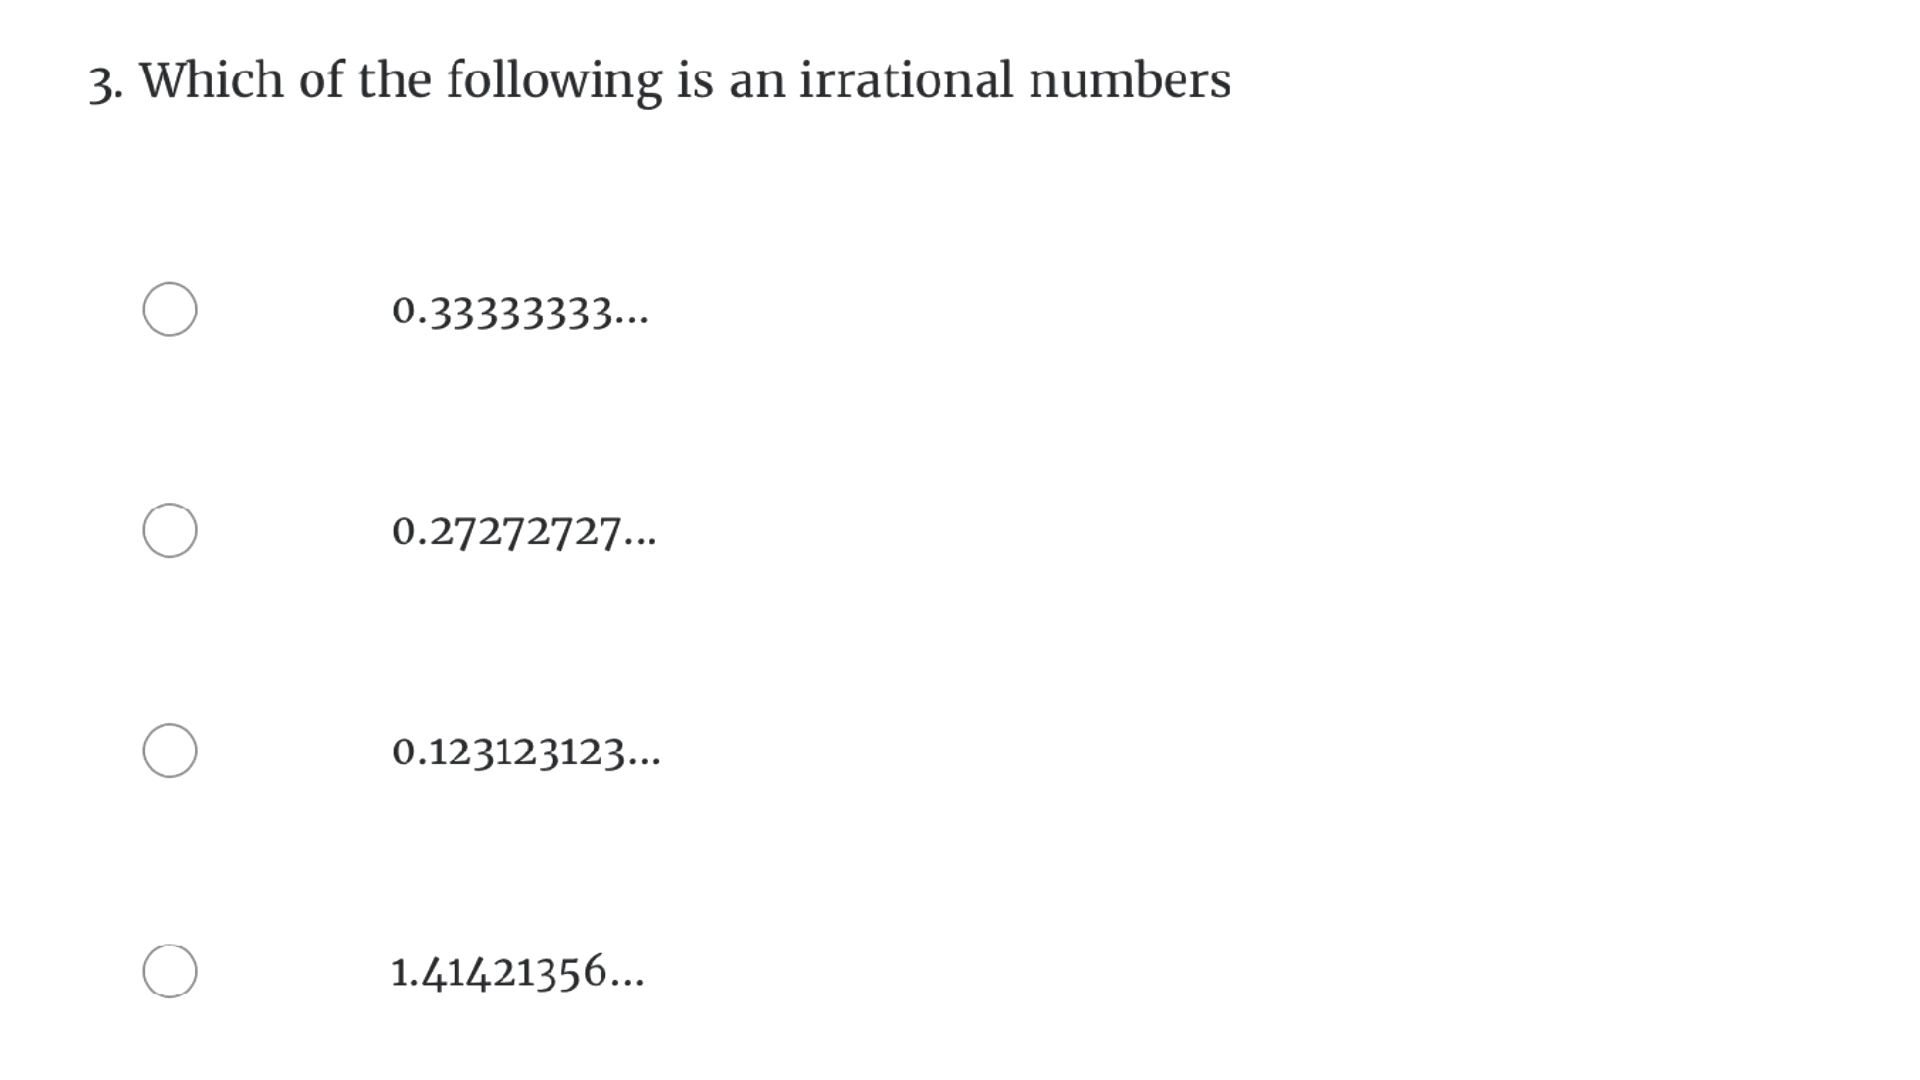 3. Which of the following is an irrational numbers
0.33333333...
0.27272727...
0.123123123...
1.41421356...